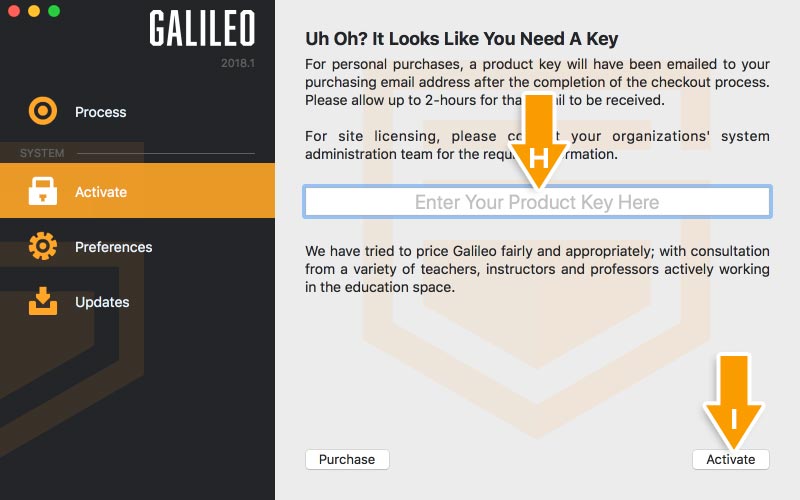 GALILEO
2018.1
Process
SYSTEM
Activate
Preferences
Updates
Uh Oh? It Looks Like You Need A Key
For personal purchases, a product key will have been emailed to your
purchasing email address after the completion of the checkout process.
Please allow up to 2-hours for tha il to be received.
For site licensing, please co t your organizations' system
administration team for the requ rmation.
H
Enter Your Product Key Here
We have tried to price Galileo fairly and appropriately; with consultation
from a variety of teachers, instructors and professors actively working
in the education space.
I
Purchase
Activate